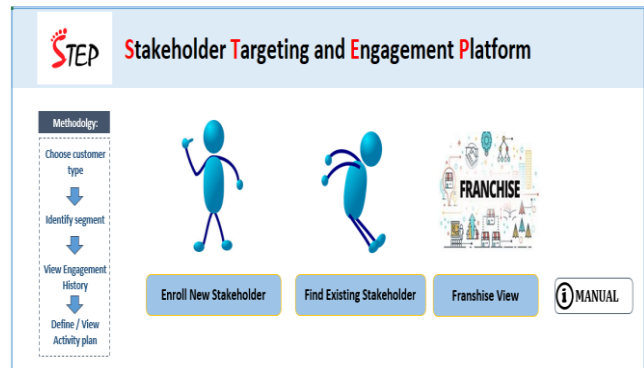 STEP
Stakeholder Targeting and Engagement Platform
Methodolgy:
Choose customer
type
Identify segment
View Engagement
History
Define / View
Activity plan
FRANCHISE
Enroll New Stakeholder
Find Existing Stakeholder
Franshise View
i MANUAL